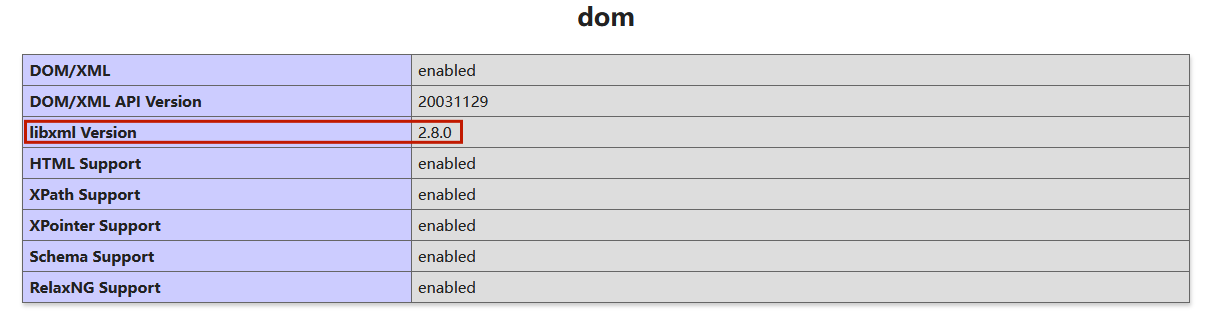 dom
DOM/XML enabled
DOM/XML API Version 20031129
libxml Version 2.8.0
HTML Support enabled
XPath Support enabled
XPointer Support enabled
Schema Support enabled
RelaxNG Support enabled